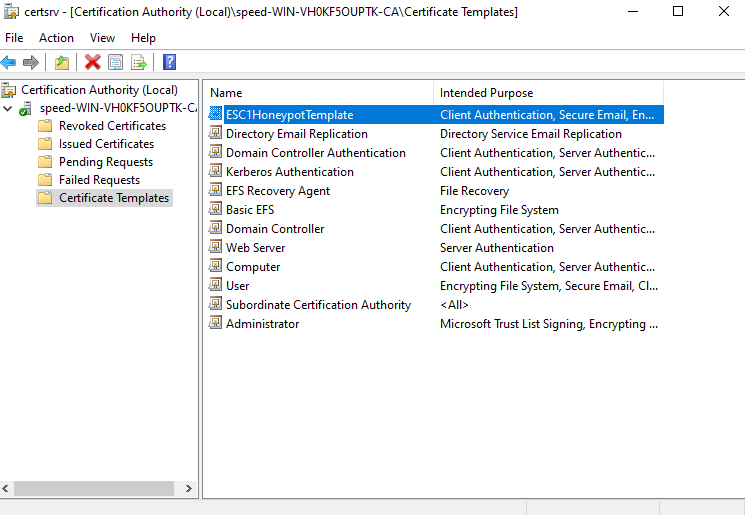 certsrv - [Certification Authority (Local)\speed-WIN-VH0KF5OUPTK-CA\Certificate Templates]
File Action View Help
Certification Authority (Local)
speed-WIN-VH0KF5OUPTK-CA
Revoked Certificates
Issued Certificates
Pending Requests
Failed Requests
Certificate Templates
Name Intended Purpose
ESC1HoneypotTemplate Client Authentication, Secure Email, En...
Directory Email Replication Directory Service Email Replication
Domain Controller Authentication Client Authentication, Server Authentic...
Kerberos Authentication Client Authentication, Server Authentic...
EFS Recovery Agent File Recovery
Basic EFS Encrypting File System
Domain Controller Client Authentication, Server Authentic...
Web Server Server Authentication
Computer Client Authentication, Server Authentic...
User Encrypting File System, Secure Email, Cl...
Subordinate Certification Authority <All>
Administrator Microsoft Trust List Signing, Encrypting ...